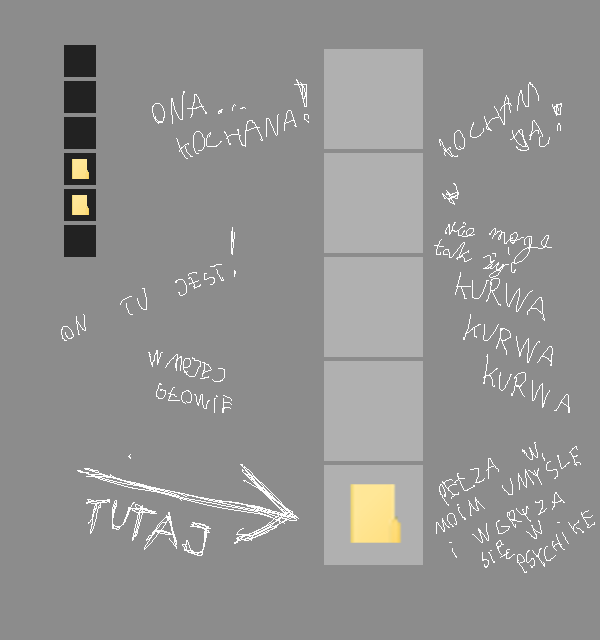 ONA...
KOCHANA!
KOCHAM
JĄ!
nie mogę
tak żyć
KURWA
KURWA
KURWA
ON TU JEST!
W MOJEJ
GŁOWIE
PEŁZA W
MOIM UMYŚLE
I WGRYZA
SIĘ W
PSYCHIKĘ
TUTAJ